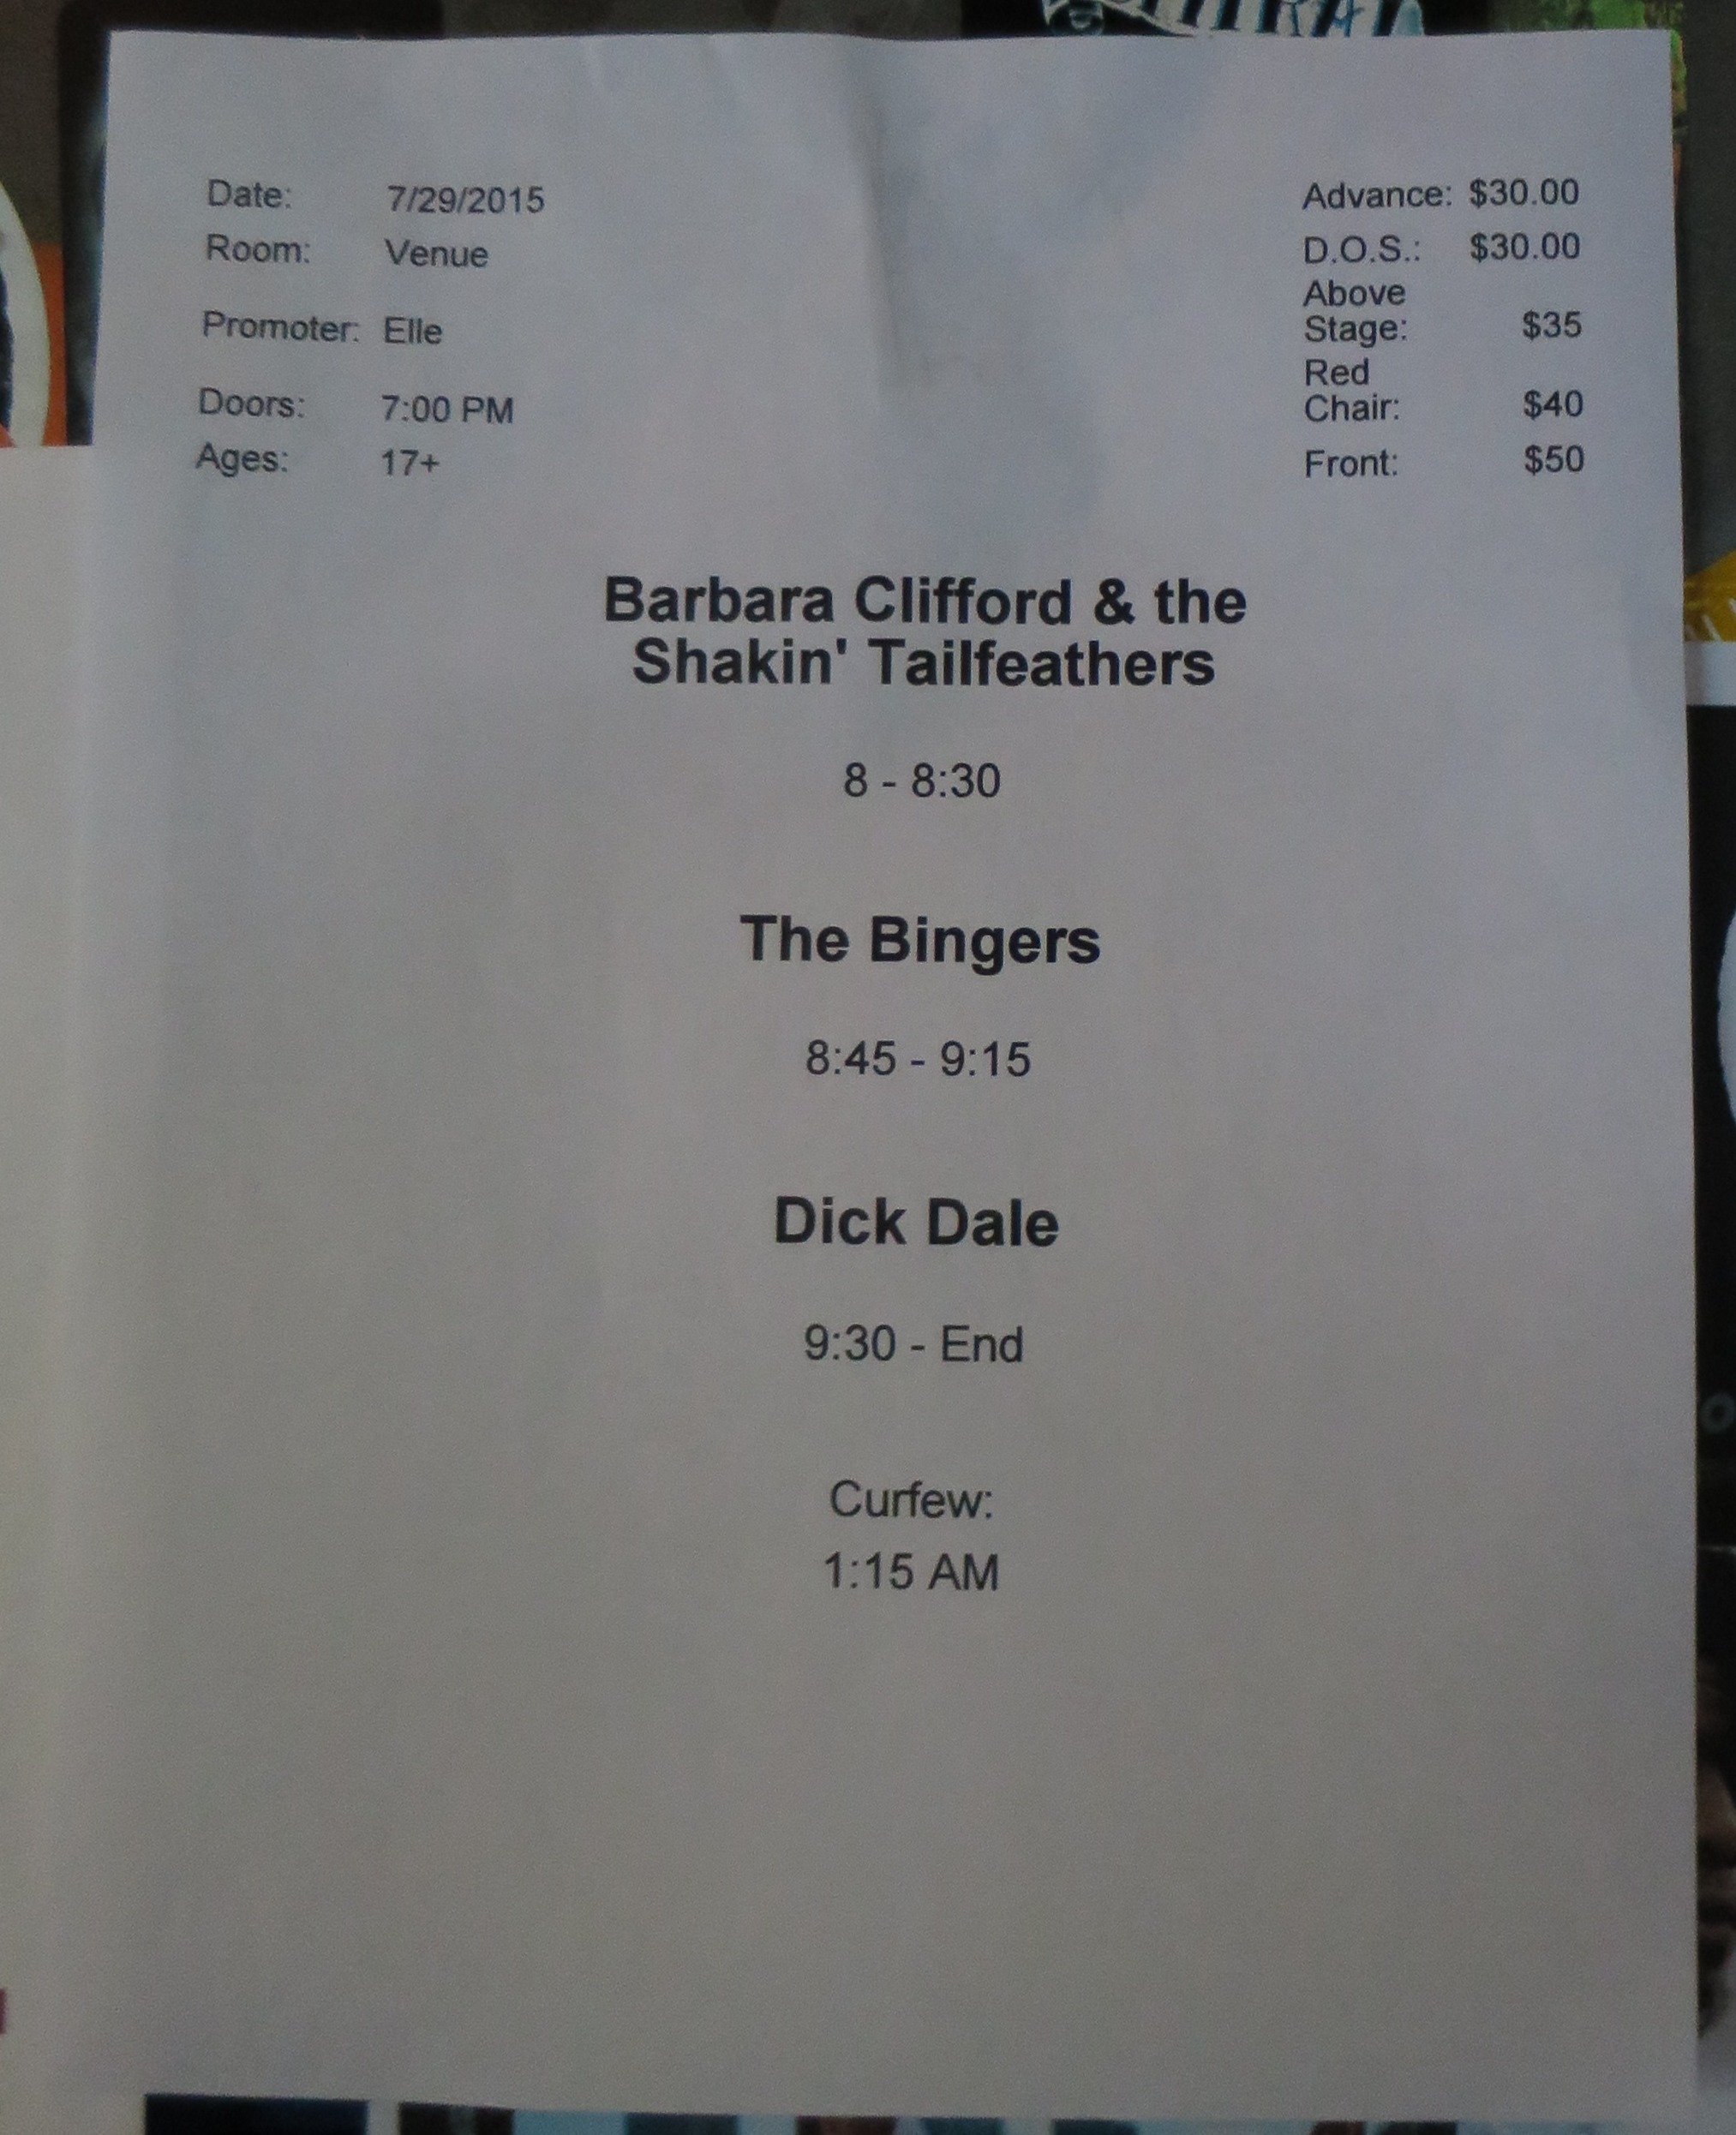 Date: 7/29/2015
Room: Venue
Promoter: Elle
Doors: 7:00 PM
Ages: 17+
Advance: $30.00
D.O.S.: $30.00
Above
Stage: $35
Red
Chair: $40
Front: $50
Barbara Clifford & the
Shakin' Tailfeathers
8 - 8:30
The Bingers
8:45 - 9:15
Dick Dale
9:30 - End
Curfew:
1:15 AM